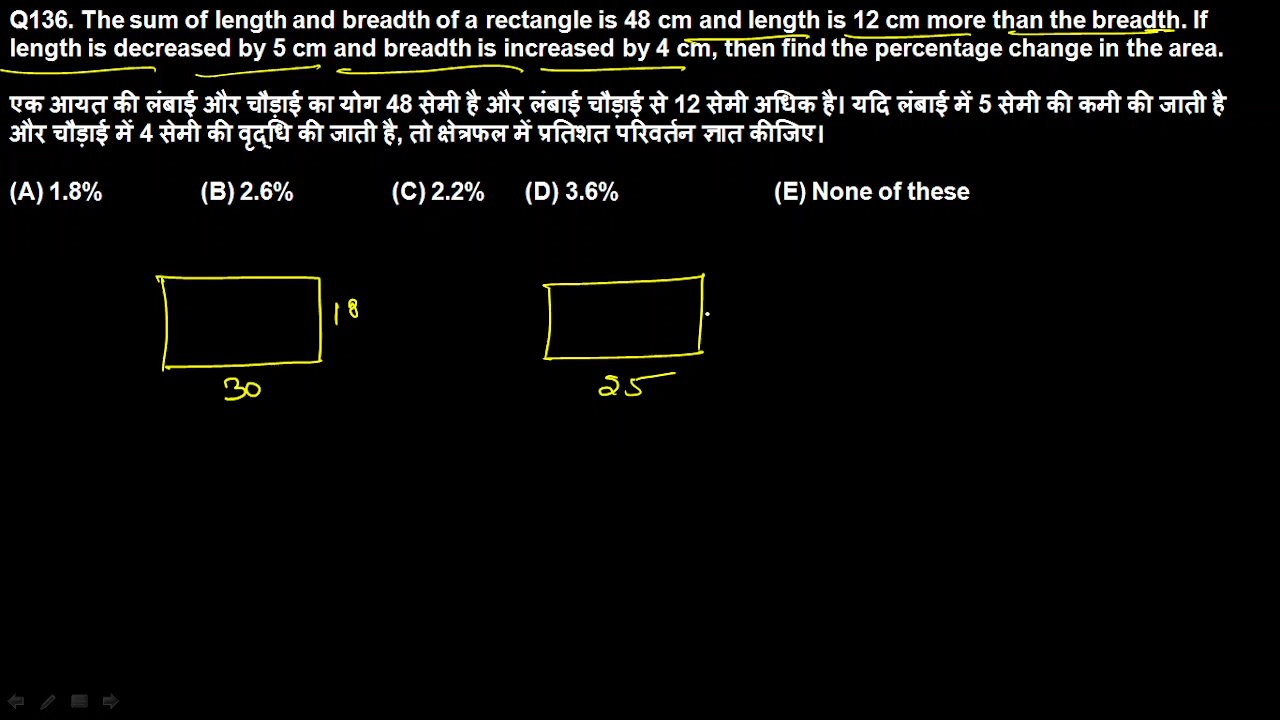 Q136. The sum of length and breadth of a rectangle is 48 cm and length is 12 cm more than the breadth. If
length is decreased by 5 cm and breadth is increased by 4 cm, then find the percentage change in the area.
एक आयत की लंबाई और चौड़ाई का योग 48 सेमी है और लंबाई चौड़ाई से 12 सेमी अधिक है। यदि लंबाई में 5 सेमी की कमी की जाती है
और चौड़ाई में 4 सेमी की वृद्धि की जाती है, तो क्षेत्रफल में प्रतिशत परिवर्तन ज्ञात कीजिए।
(A) 1.8% (B) 2.6% (C) 2.2% (D) 3.6% (E) None of these
18
30 25